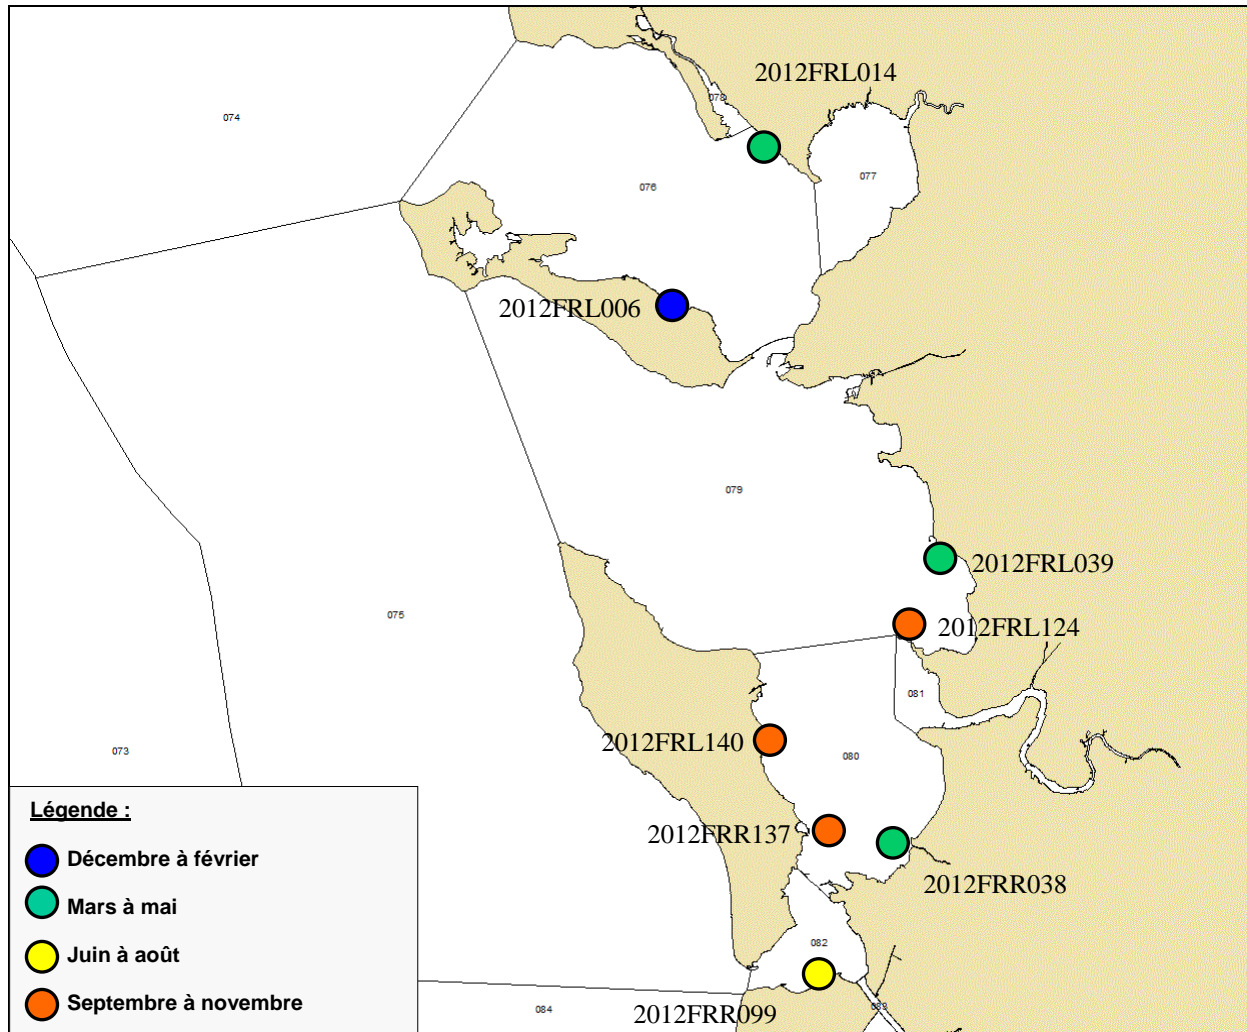 2012FRL014
078
074
077
076
2012FRL006
079
2012FRL039
075
2012FRL124
081
2012FRL140
073
080
2012FRR137
2012FRR038
082
2012FRR099
084
083
Légende :
Décembre à février
Mars à mai
Juin à août
Septembre à novembre